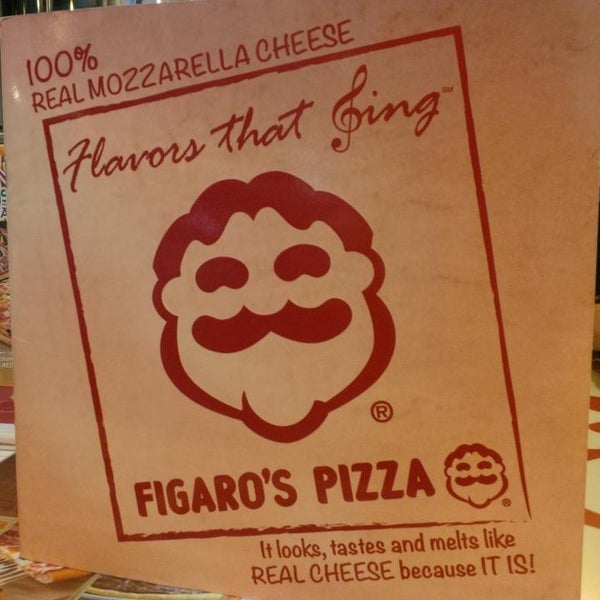 100%
REAL MOZZARELLA CHEESE
Flavors that Sing℠
®
FIGARO'S PIZZA ®
It looks, tastes and melts like
REAL CHEESE because IT IS!